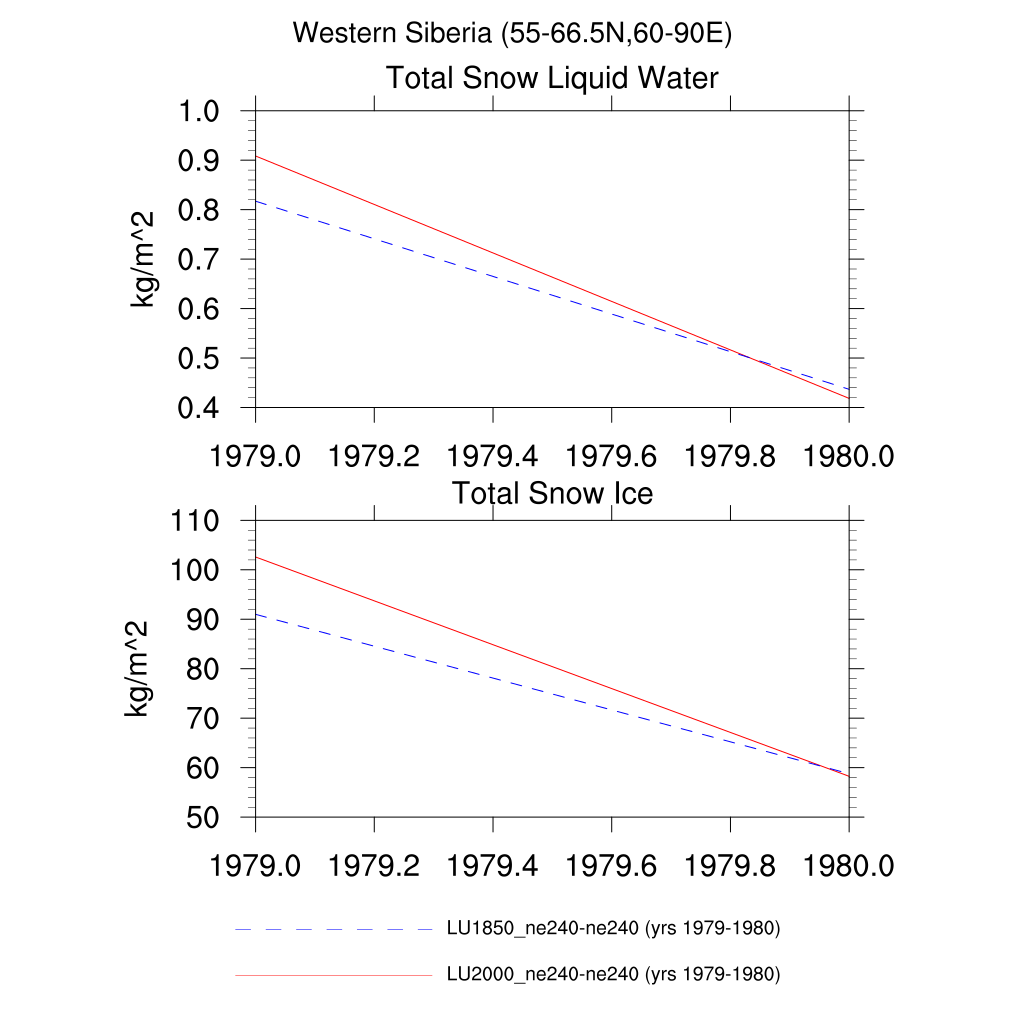 Western Siberia (55-66.5N,60-90E)
Total Snow Liquid Water
1.0
0.9
0.8
0.7
0.6
0.5
0.4
kg/m^2
1979.0 1979.2 1979.4 1979.6 1979.8 1980.0
Total Snow Ice
110
100
90
80
70
60
50
kg/m^2
1979.0 1979.2 1979.4 1979.6 1979.8 1980.0
LU1850_ne240-ne240 (yrs 1979-1980)
LU2000_ne240-ne240 (yrs 1979-1980)